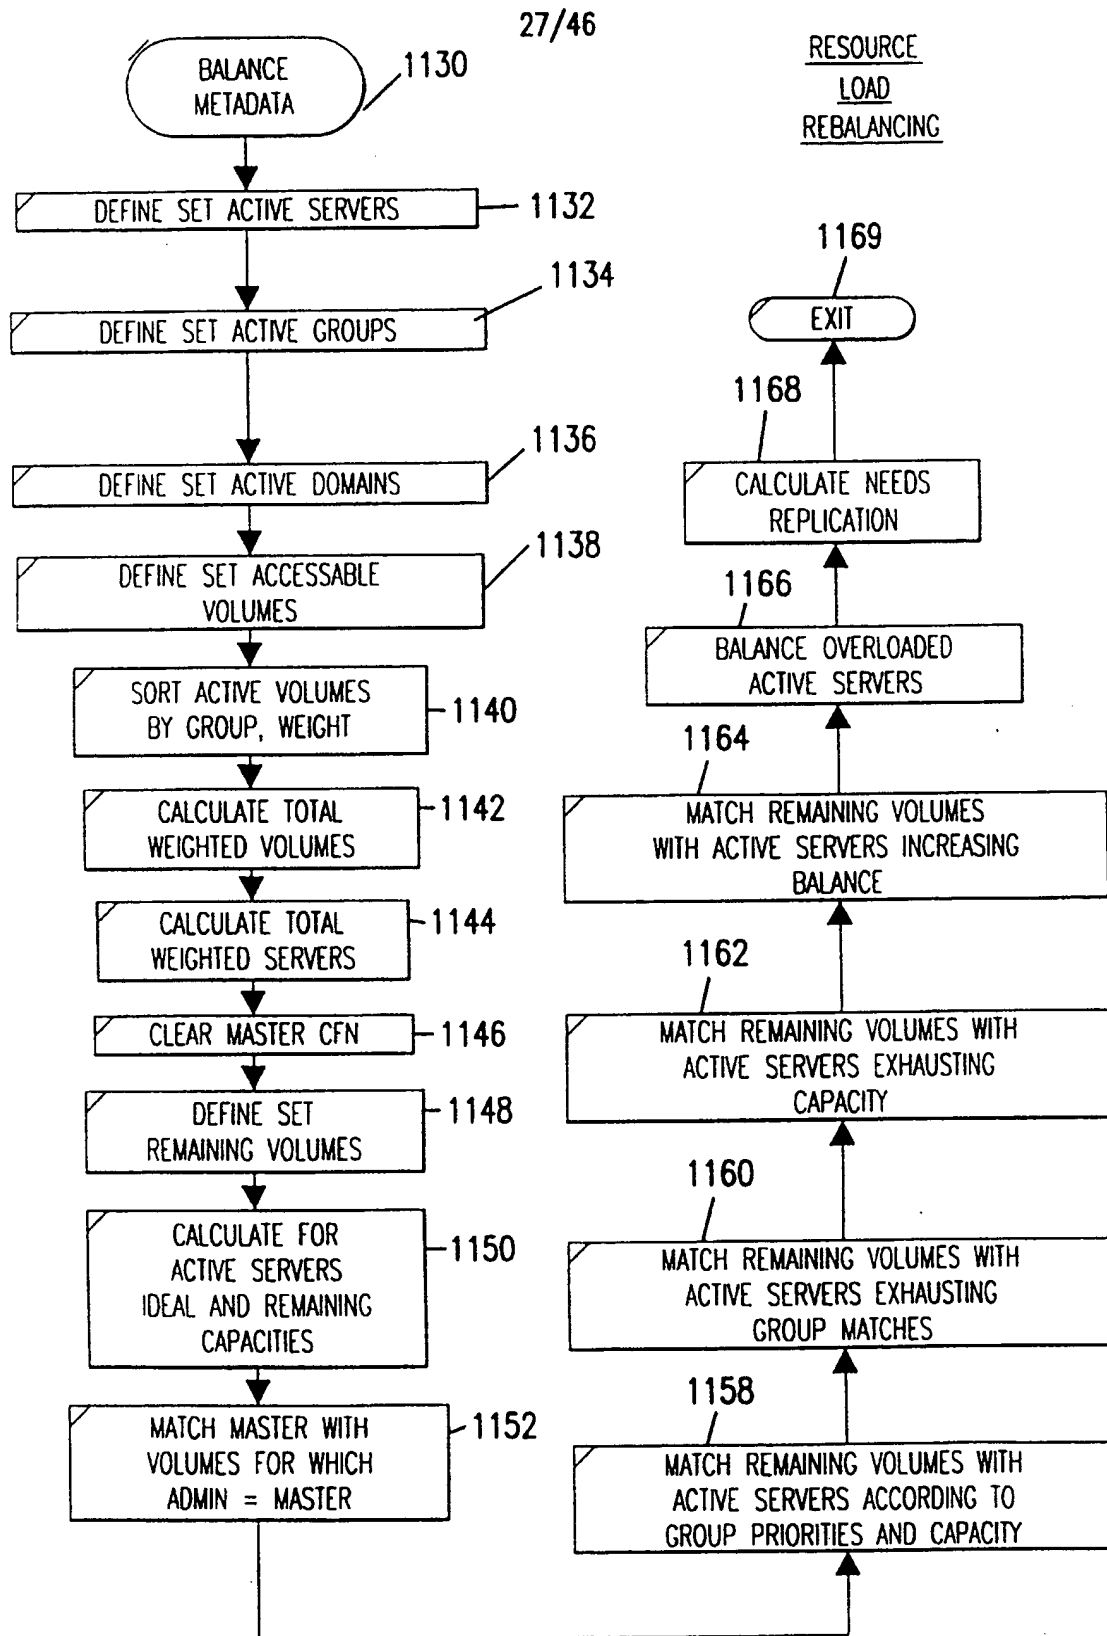 27/46
RESOURCE
LOAD
REBALANCING
BALANCE
METADATA
1130
DEFINE SET ACTIVE SERVERS
1132
DEFINE SET ACTIVE GROUPS
1134
DEFINE SET ACTIVE DOMAINS
1136
DEFINE SET ACCESSABLE
VOLUMES
1138
SORT ACTIVE VOLUMES
BY GROUP, WEIGHT
1140
CALCULATE TOTAL
WEIGHTED VOLUMES
1142
CALCULATE TOTAL
WEIGHTED SERVERS
1144
CLEAR MASTER CFN
1146
DEFINE SET
REMAINING VOLUMES
1148
CALCULATE FOR
ACTIVE SERVERS
IDEAL AND REMAINING
CAPACITIES
1150
MATCH MASTER WITH
VOLUMES FOR WHICH
ADMIN = MASTER
1152
1158
MATCH REMAINING VOLUMES WITH
ACTIVE SERVERS ACCORDING TO
GROUP PRIORITIES AND CAPACITY
1160
MATCH REMAINING VOLUMES WITH
ACTIVE SERVERS EXHAUSTING
GROUP MATCHES
1162
MATCH REMAINING VOLUMES WITH
ACTIVE SERVERS EXHAUSTING
CAPACITY
1164
MATCH REMAINING VOLUMES
WITH ACTIVE SERVERS INCREASING
BALANCE
1166
BALANCE OVERLOADED
ACTIVE SERVERS
1168
CALCULATE NEEDS
REPLICATION
1169
EXIT